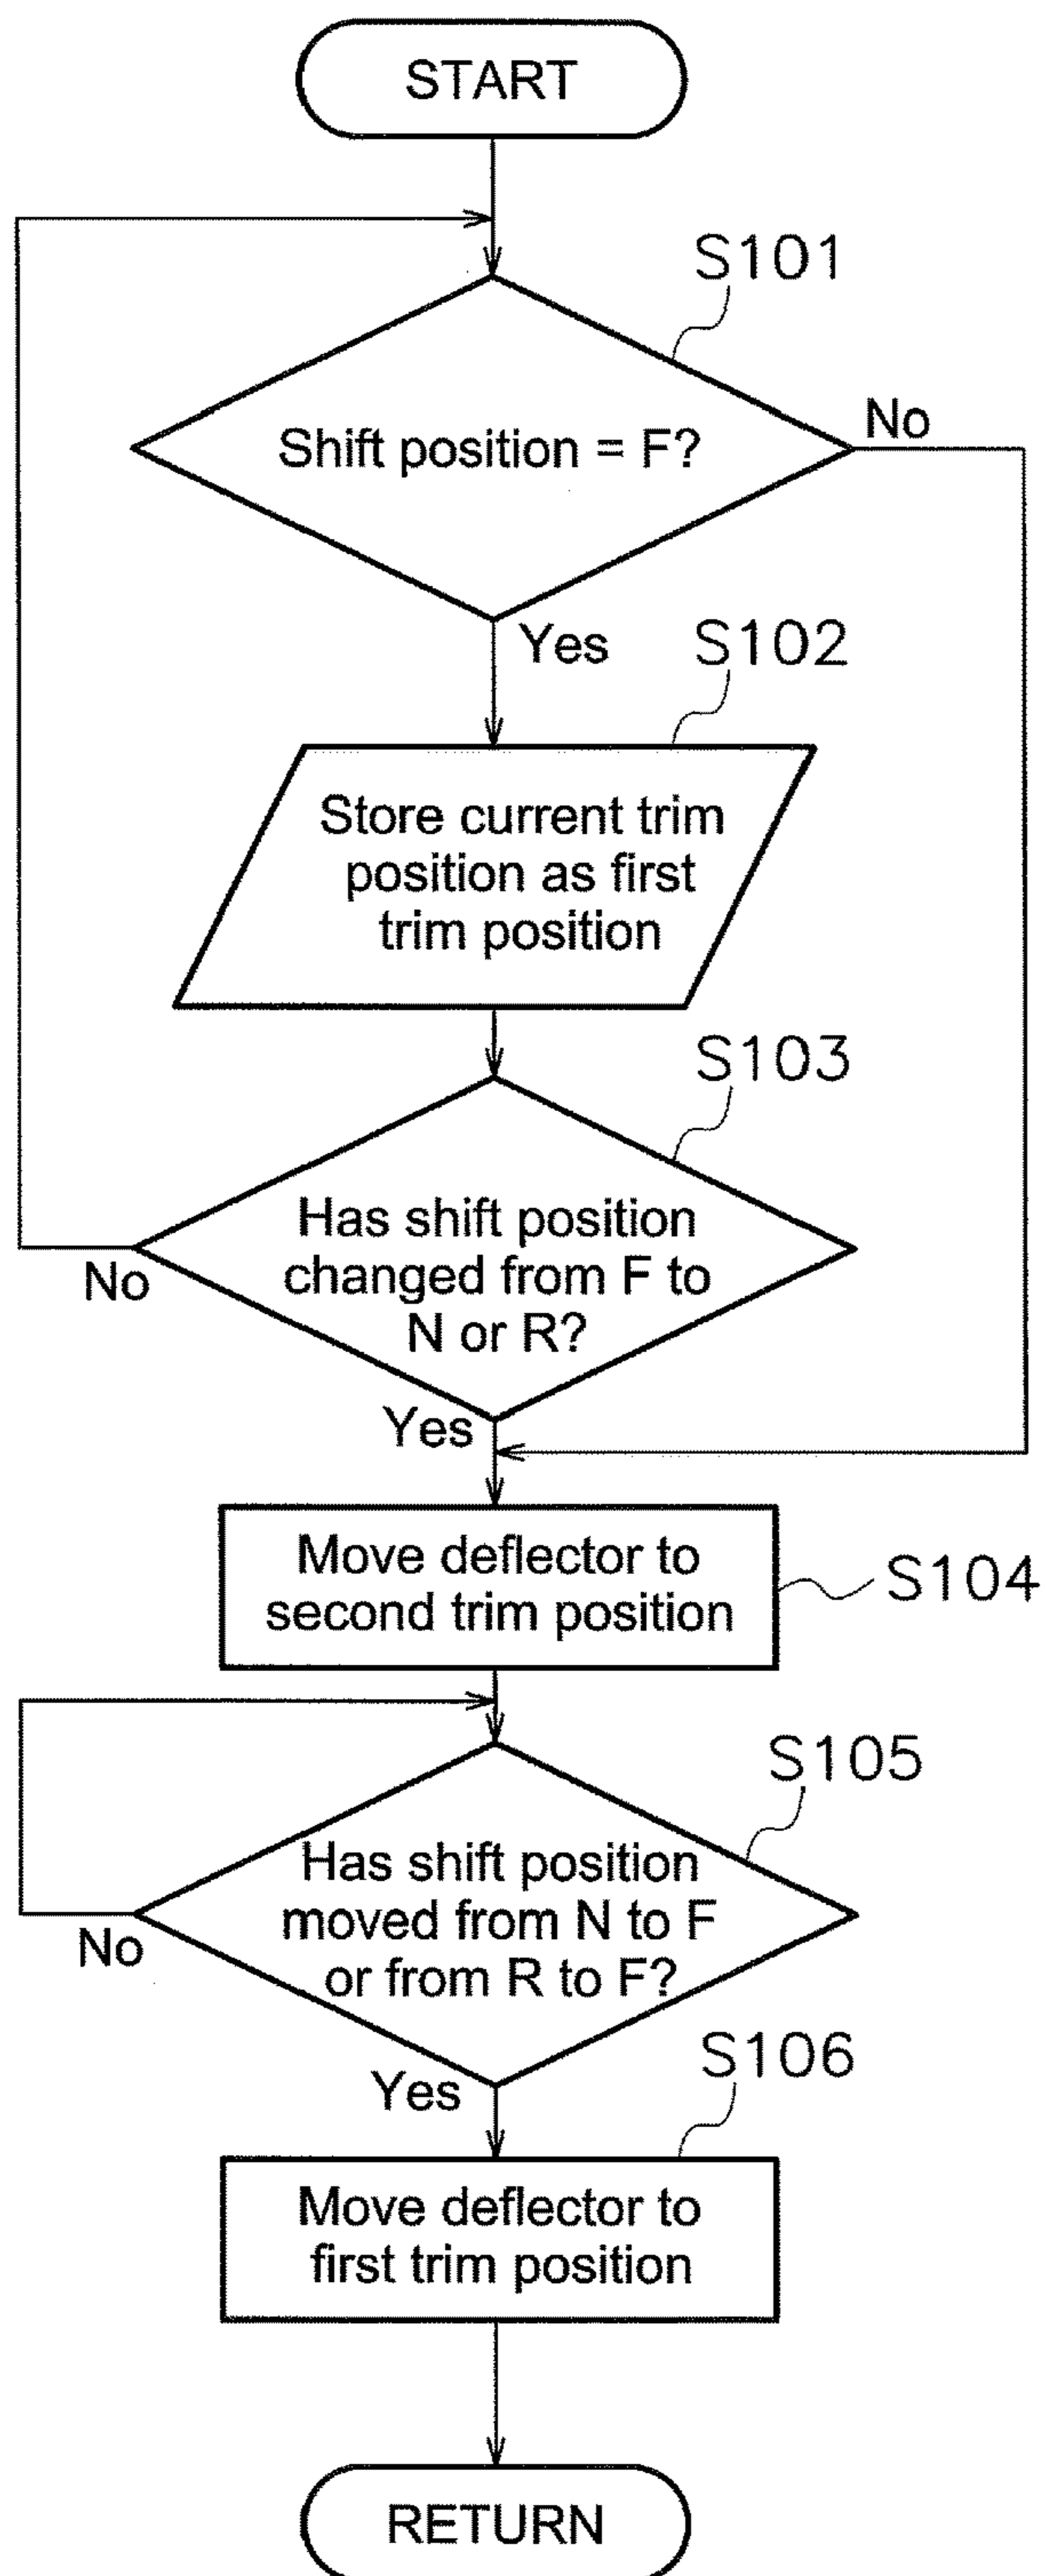 START
S101
Shift position = F?
No
Yes
S102
Store current trim
position as first
trim position
S103
Has shift position
changed from F to
N or R?
No
Yes
Move deflector to
second trim position
S104
S105
Has shift position
moved from N to F
or from R to F?
No
Yes
S106
Move deflector to
first trim position
RETURN